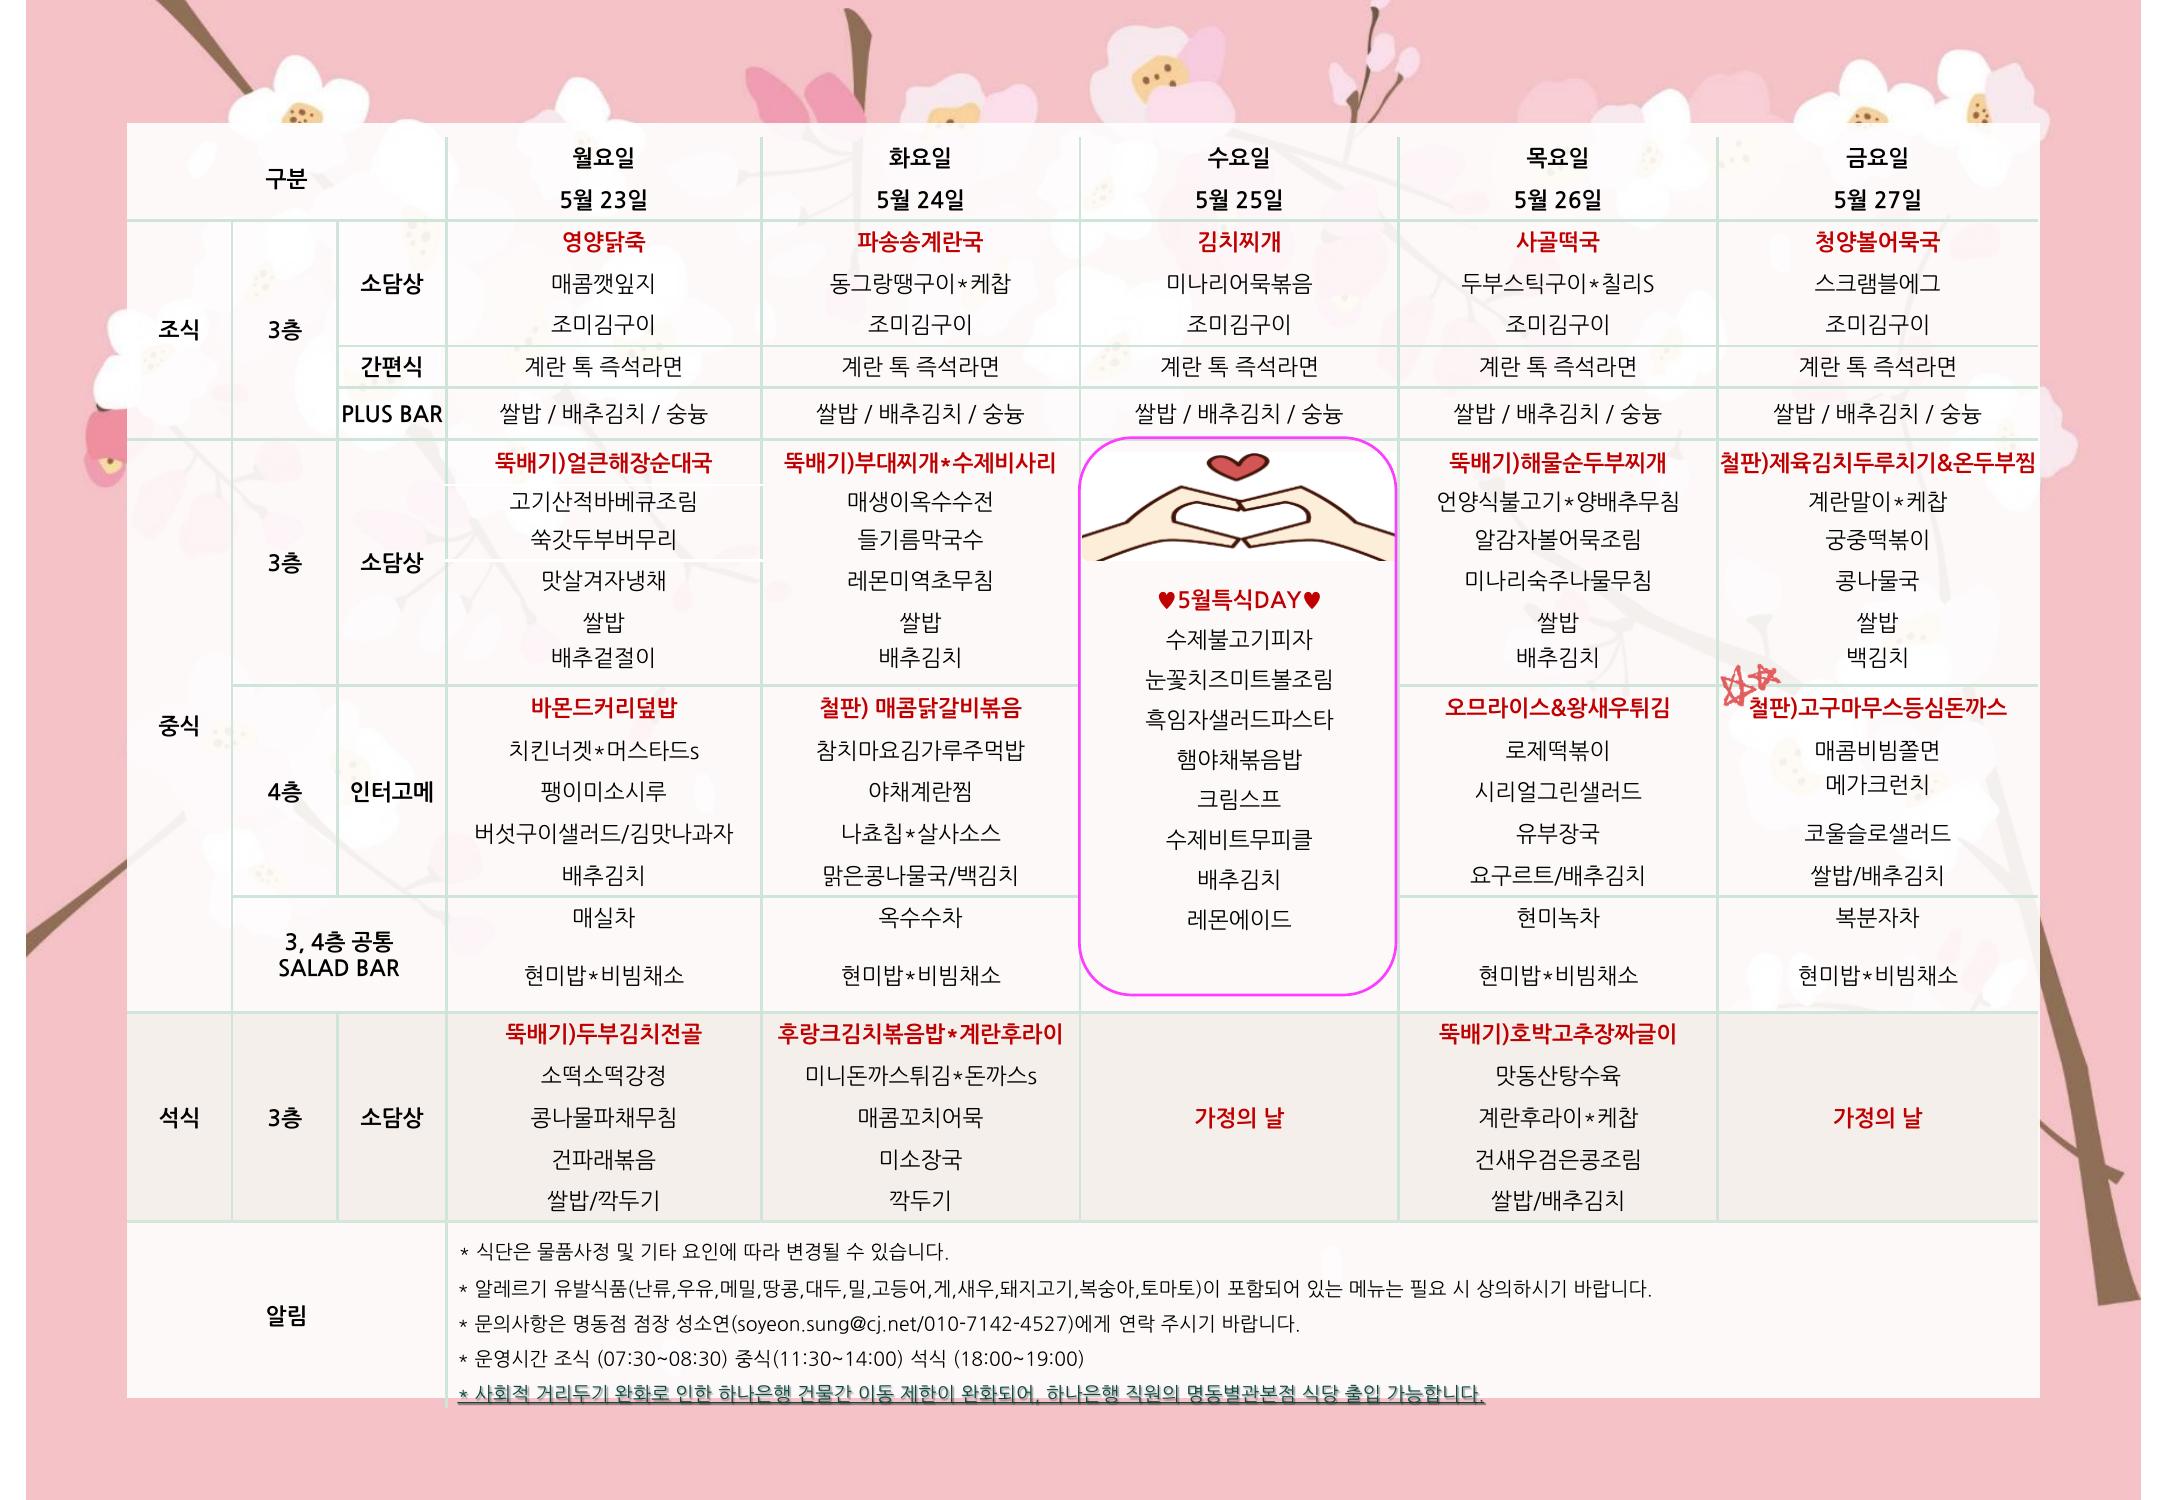 구분
월요일
5월 23일
화요일
5월 24일
수요일
5월 25일
목요일
5월 26일
금요일
5월 27일
조식
3층
소담상
영양닭죽
매콤깻잎지
조미김구이
파송송계란국
동그랑땡구이*케찹
조미김구이
김치찌개
미나리어묵볶음
조미김구이
사골떡국
두부스틱구이*칠리S
조미김구이
청양볼어묵국
스크램블에그
조미김구이
간편식
계란 톡 즉석라면
계란 톡 즉석라면
계란 톡 즉석라면
계란 톡 즉석라면
계란 톡 즉석라면
PLUS BAR
쌀밥 / 배추김치 / 숭늉
쌀밥 / 배추김치 / 숭늉
쌀밥 / 배추김치 / 숭늉
쌀밥 / 배추김치 / 숭늉
쌀밥 / 배추김치 / 숭늉
중식
3층
소담상
뚝배기)얼큰해장순대국
고기산적바베큐조림
쑥갓두부버무리
맛살겨자냉채
쌀밥
배추겉절이
뚝배기)부대찌개*수제비사리
매생이옥수수전
들기름막국수
레몬미역초무침
쌀밥
배추김치
♥5월특식DAY♥
수제불고기피자
눈꽃치즈미트볼조림
흑임자샐러드파스타
햄야채볶음밥
크림스프
수제비트무피클
배추김치
레몬에이드
뚝배기)해물순두부찌개
언양식불고기*양배추무침
알감자볼어묵조림
미나리숙주나물무침
쌀밥
배추김치
철판)제육김치두루치기&온두부찜
계란말이*케찹
궁중떡볶이
콩나물국
쌀밥
백김치
4층
인터고메
바몬드커리덮밥
치킨너겟*머스타드s
팽이미소시루
버섯구이샐러드/김맛나과자
배추김치
철판) 매콤닭갈비볶음
참치마요김가루주먹밥
야채계란찜
나쵸칩*살사소스
맑은콩나물국/백김치
오므라이스&왕새우튀김
로제떡볶이
시리얼그린샐러드
유부장국
요구르트/배추김치
철판)고구마무스등심돈까스
매콤비빔쫄면
메가크런치
코울슬로샐러드
쌀밥/배추김치
3, 4층 공통
SALAD BAR
매실차
현미밥*비빔채소
옥수수차
현미밥*비빔채소
현미녹차
현미밥*비빔채소
복분자차
현미밥*비빔채소
석식
3층
소담상
뚝배기)두부김치전골
소떡소떡강정
콩나물파채무침
건파래볶음
쌀밥/깍두기
후랑크김치볶음밥*계란후라이
미니돈까스튀김*돈까스s
매콤꼬치어묵
미소장국
깍두기
가정의 날
뚝배기)호박고추장짜글이
맛동산탕수육
계란후라이*케찹
건새우검은콩조림
쌀밥/배추김치
가정의 날
알림
* 식단은 물품사정 및 기타 요인에 따라 변경될 수 있습니다.
* 알레르기 유발식품(난류,우유,메밀,땅콩,대두,밀,고등어,게,새우,돼지고기,복숭아,토마토)이 포함되어 있는 메뉴는 필요 시 상의하시기 바랍니다.
* 문의사항은 명동점 점장 성소연(soyeon.sung@cj.net/010-7142-4527)에게 연락 주시기 바랍니다.
* 운영시간 조식 (07:30~08:30) 중식(11:30~14:00) 석식 (18:00~19:00)
* 사회적 거리두기 완화로 인한 하나은행 건물간 이동 제한이 완화되어, 하나은행 직원의 명동별관본점 식당 출입 가능합니다.